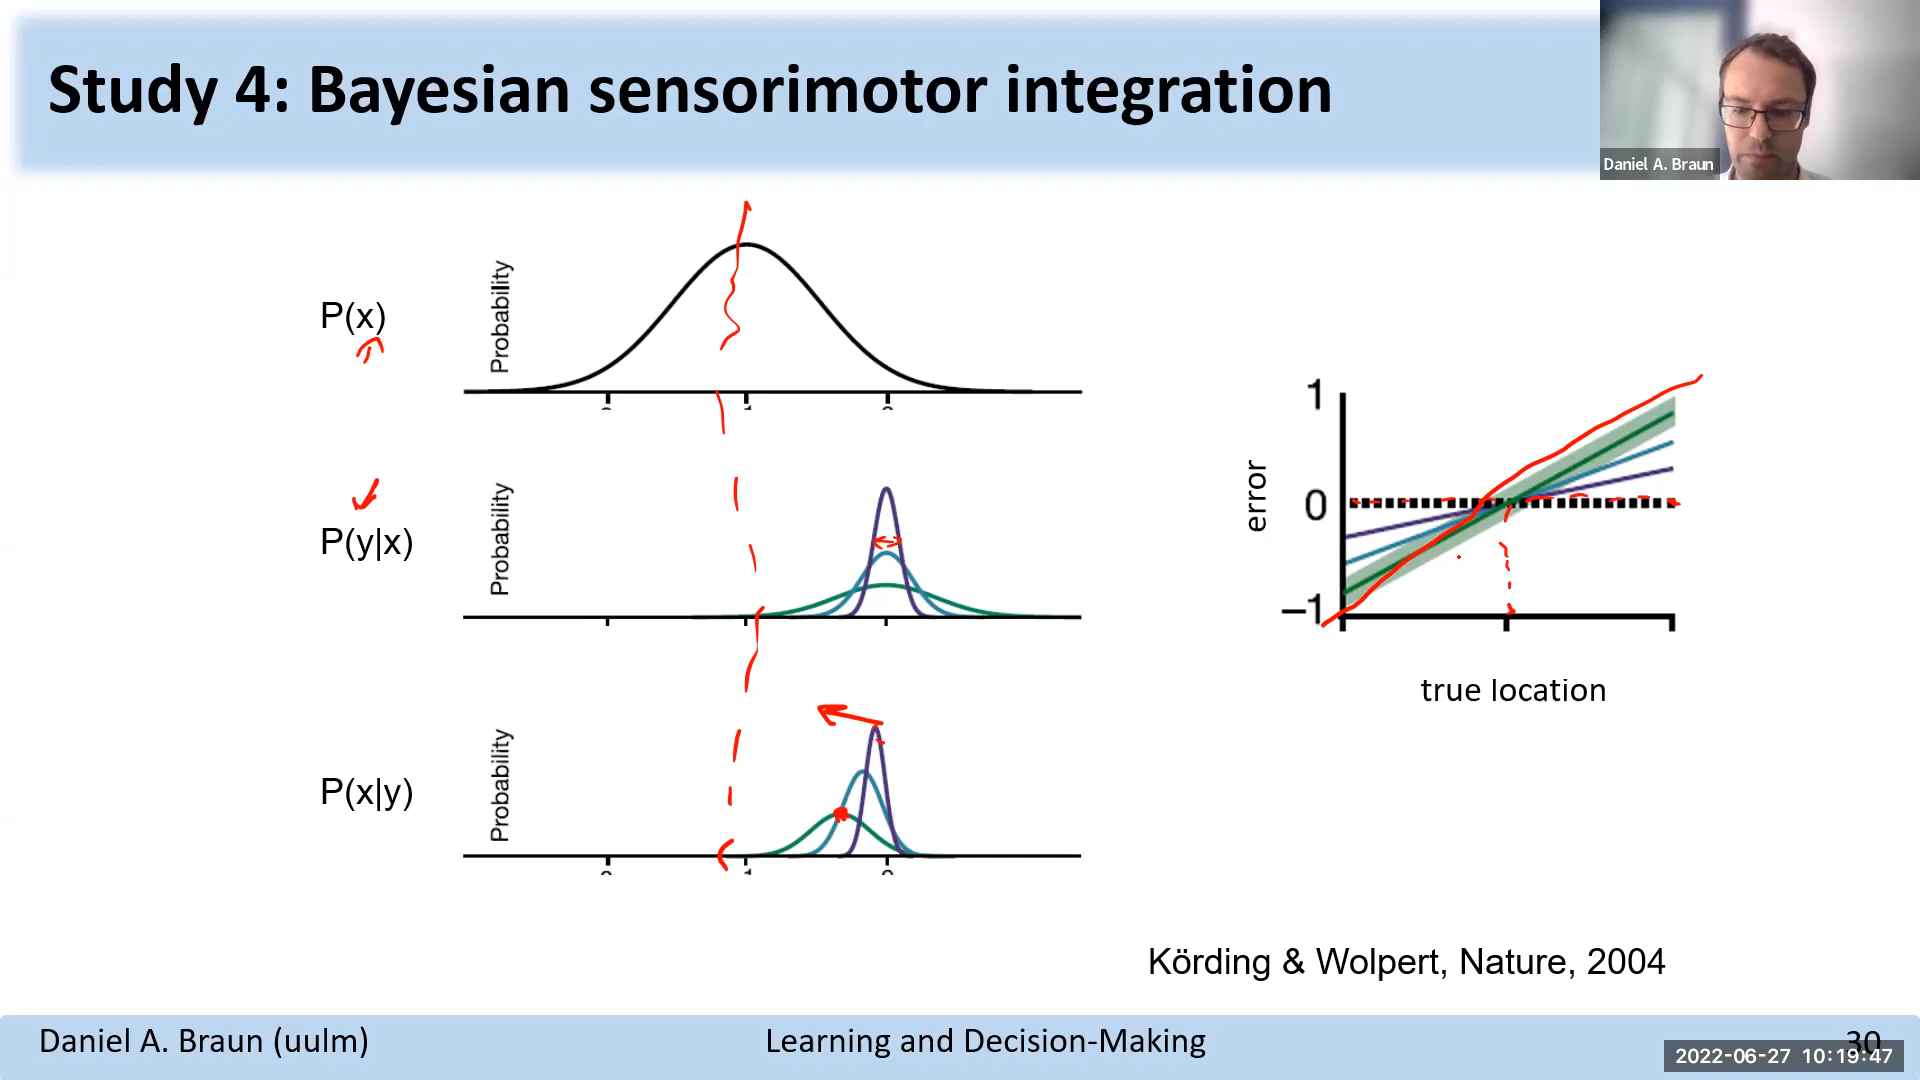 Study 4: Bayesian sensorimotor integration
Daniel A. Braun
P(x)
Probability
P(y|x)
Probability
P(x|y)
Probability
1
0
–1
error
true location
Körding & Wolpert, Nature, 2004
Daniel A. Braun (uulm)
Learning and Decision-Making
30
2022-06-27 10:19:47